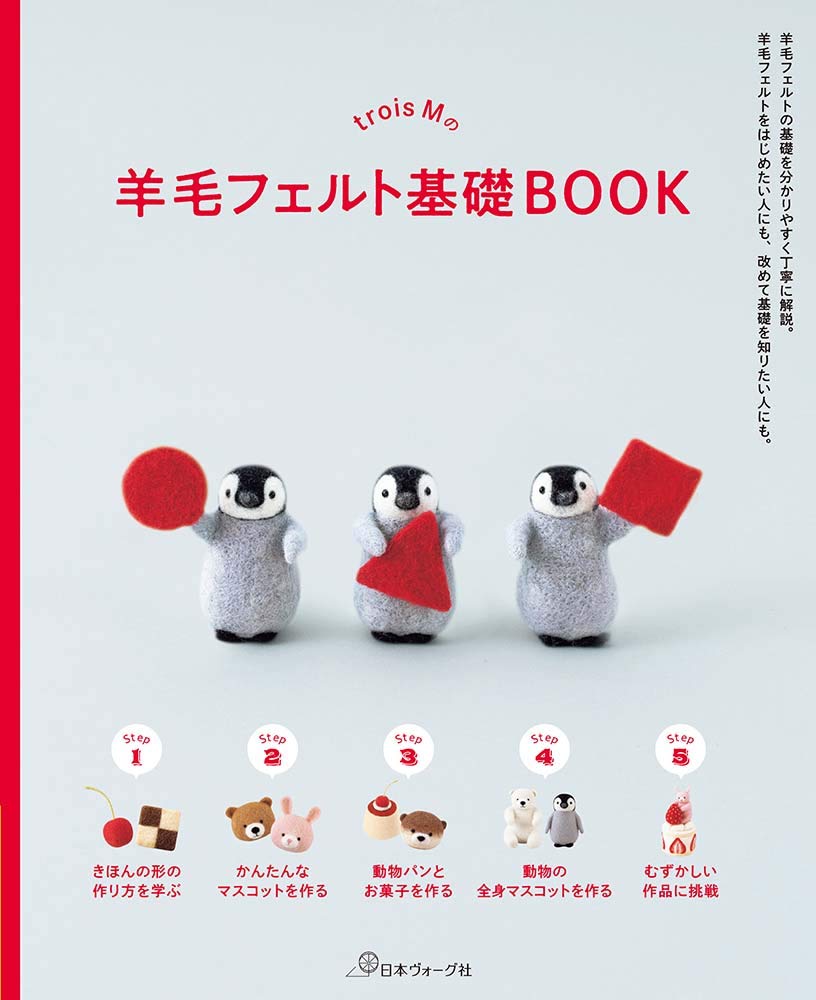 羊毛フェルトの基礎を分かりやすく丁寧に解説。
羊毛フェルトをはじめたい人にも、改めて基礎を知りたい人にも。
trois Mの
羊毛フェルト基礎BOOK
Step
1
きほんの形の
作り方を学ぶ
Step
2
かんたんな
マスコットを作る
Step
3
動物パンと
お菓子を作る
Step
4
動物の
全身マスコットを作る
Step
5
むずかしい
作品に挑戦
日本ヴォーグ社